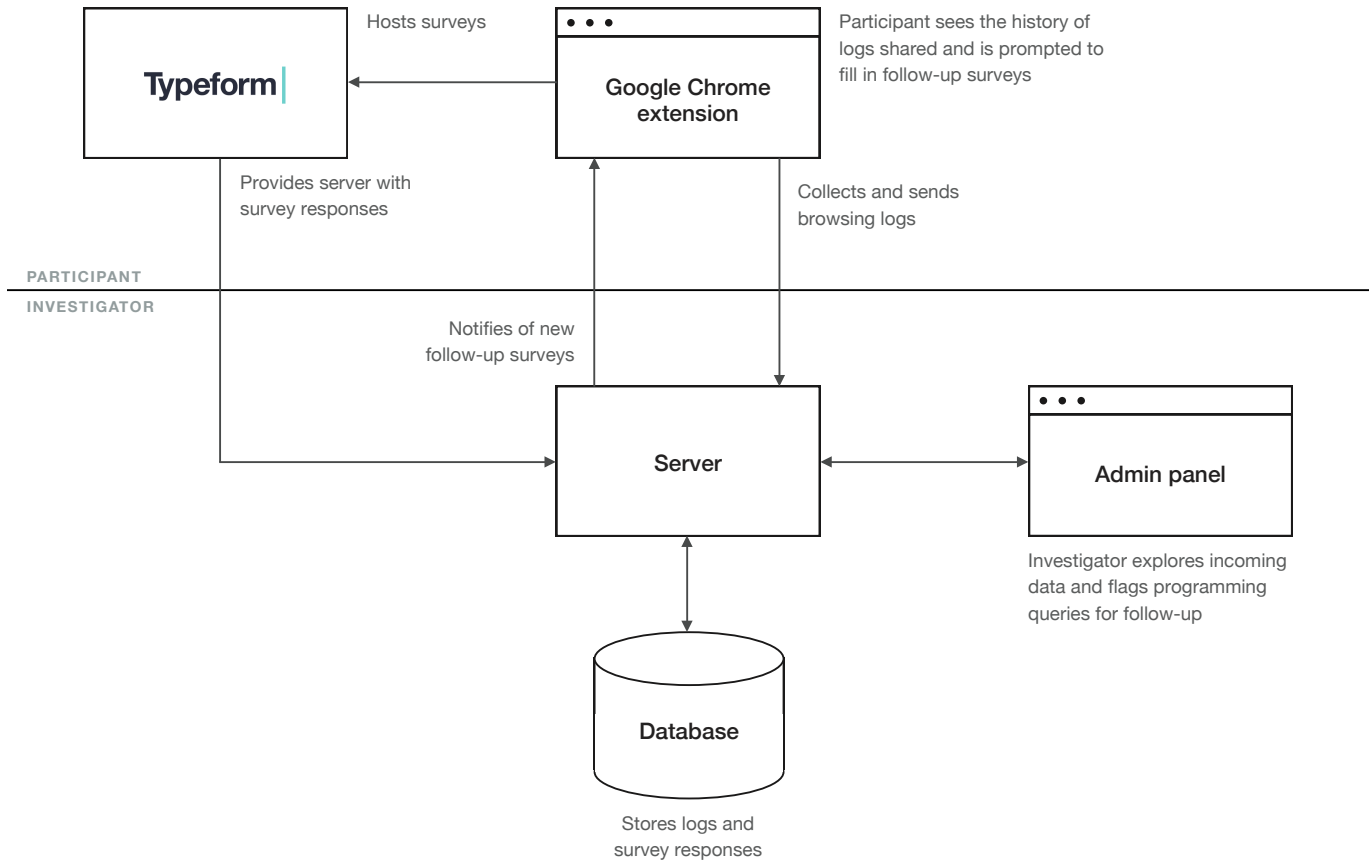 Hosts surveys
Typeform
Google Chrome
extension
Participant sees the history of
logs shared and is prompted to
fill in follow-up surveys
Provides server with
survey responses
Collects and sends
browsing logs
PARTICIPANT
INVESTIGATOR
Notifies of new
follow-up surveys
Server
Admin panel
Investigator explores incoming
data and flags programming
queries for follow-up
Database
Stores logs and
survey responses